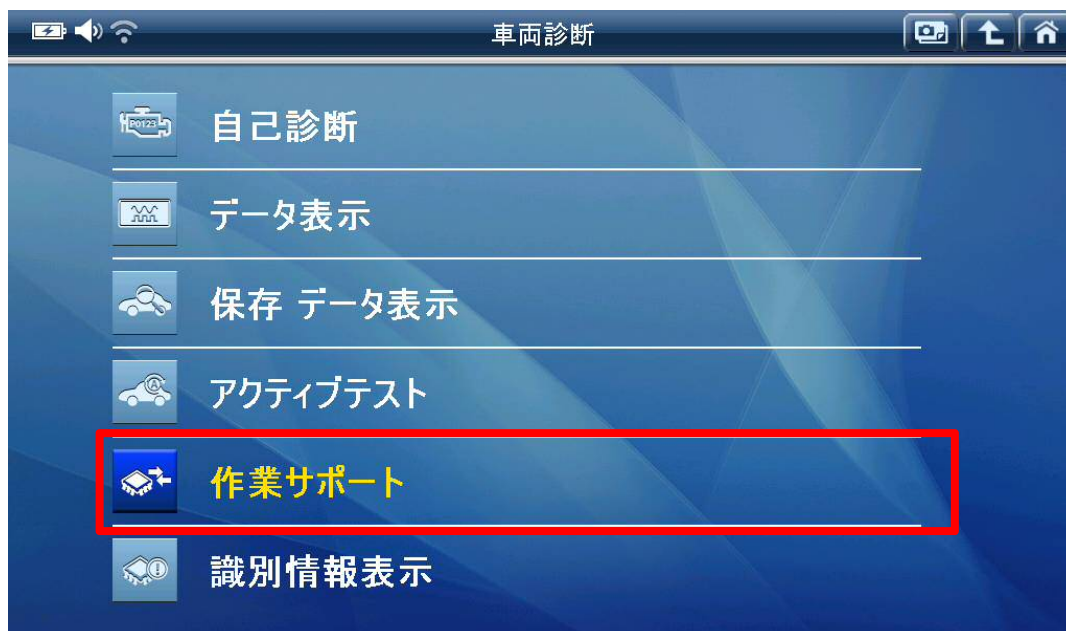 車両診断
P0123
自己診断
データ表示
保存 データ表示
アクティブテスト
作業サポート
識別情報表示